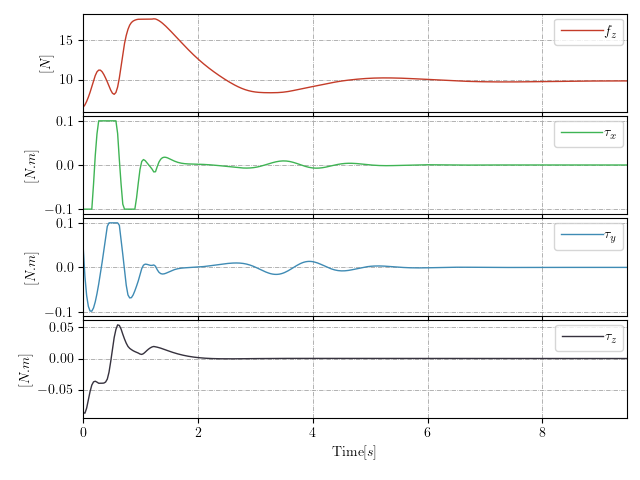 15
10
[N]
f_z
0.1
0.0
−0.1
[N.m]
τ_x
0.1
0.0
−0.1
[N.m]
τ_y
0.05
0.00
−0.05
[N.m]
τ_z
0 2 4 6 8
Time[s]